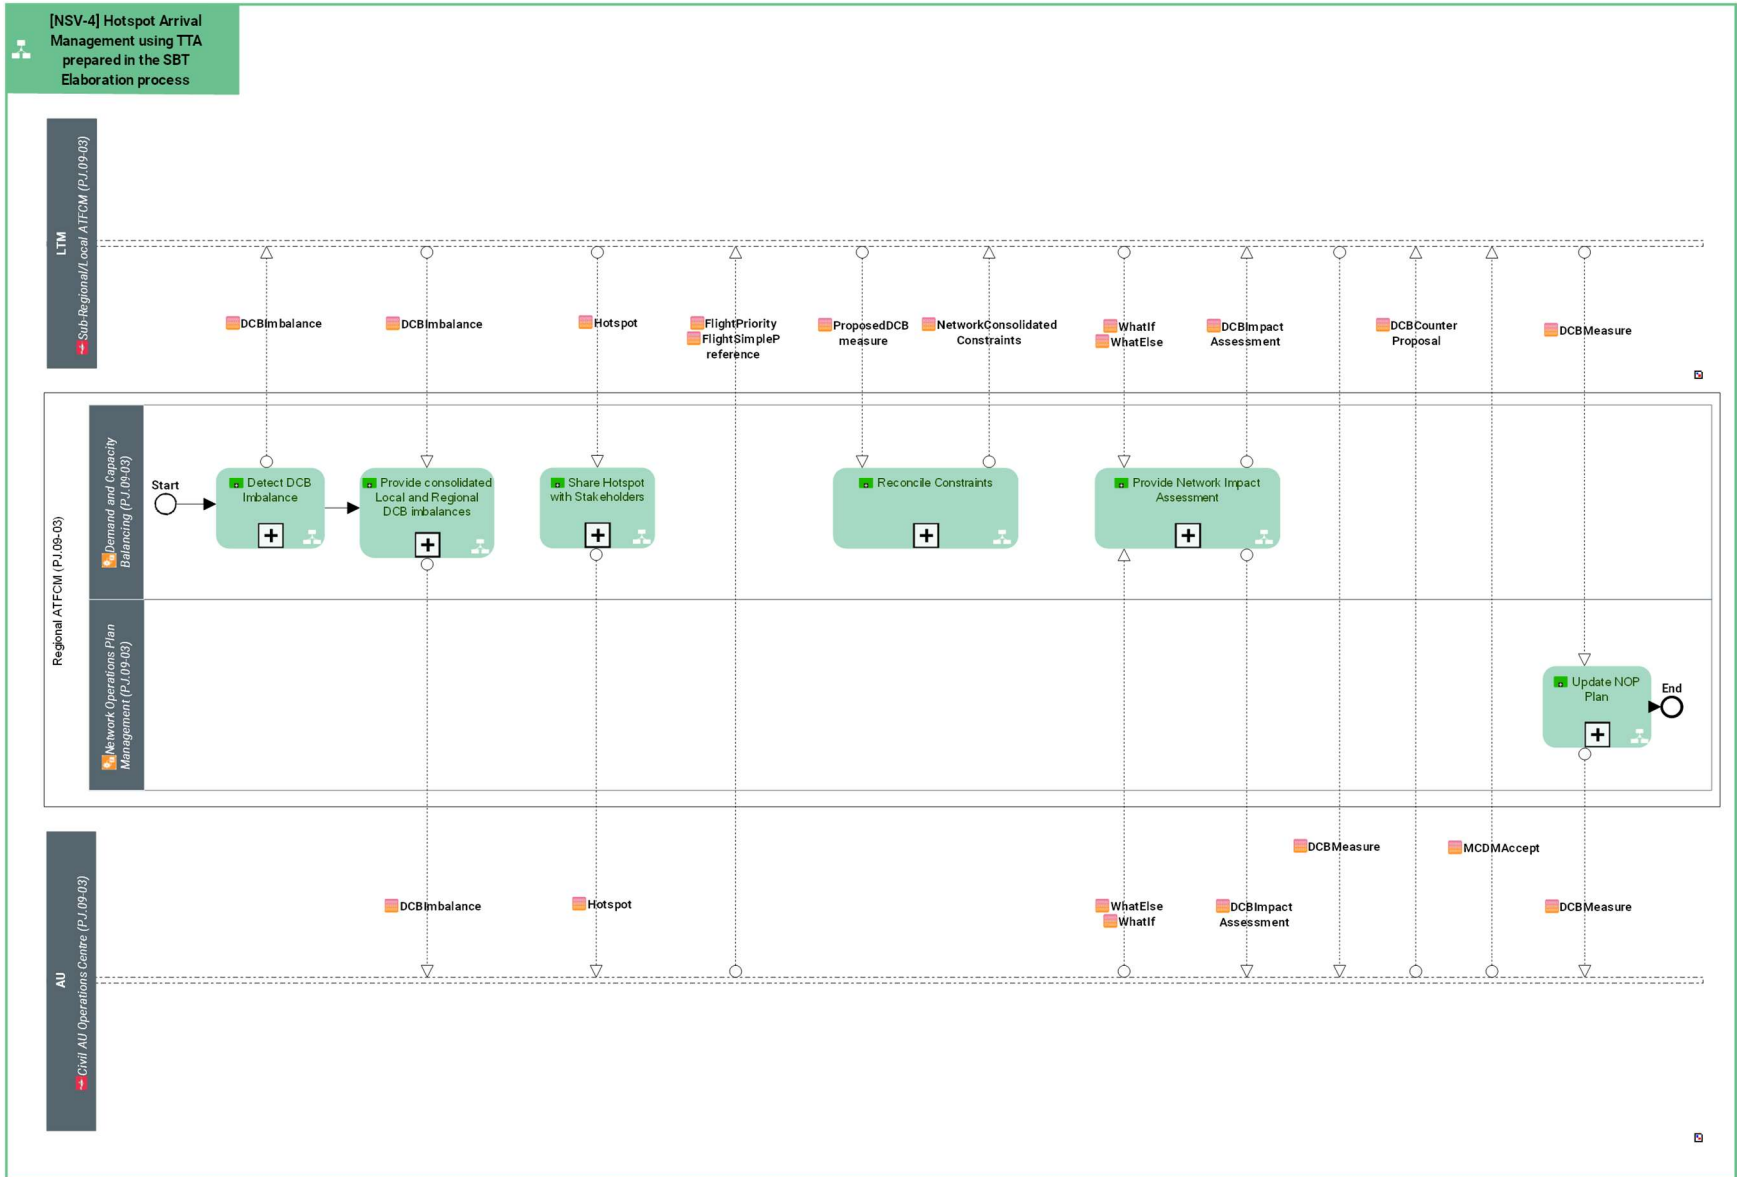 [NSV-4] Hotspot Arrival
Management using TTA
prepared in the SBT
Elaboration process
LTM
Sub-Regional/Local ATFCM (PJ.09-03)
DCBImbalance
DCBImbalance
Hotspot
FlightPriority
FlightSimpleP
reference
ProposedDCB
measure
NetworkConsolidated
Constraints
WhatIf
WhatElse
DCBImpact
Assessment
DCBCounter
Proposal
DCBMeasure
Regional ATFCM (PJ.09-03)
Demand and Capacity
Balancing (PJ.09-03)
Start
Detect DCB
Imbalance
Provide consolidated
Local and Regional
DCB imbalances
Share Hotspot
with Stakeholders
Reconcile Constraints
Provide Network Impact
Assessment
Network Operations Plan
Management (PJ.09-03)
Update NOP
Plan
End
AU
Civil AU Operations Centre (PJ.09-03)
DCBImbalance
Hotspot
WhatElse
WhatIf
DCBImpact
Assessment
DCBMeasure
MCDMAccept
DCBMeasure